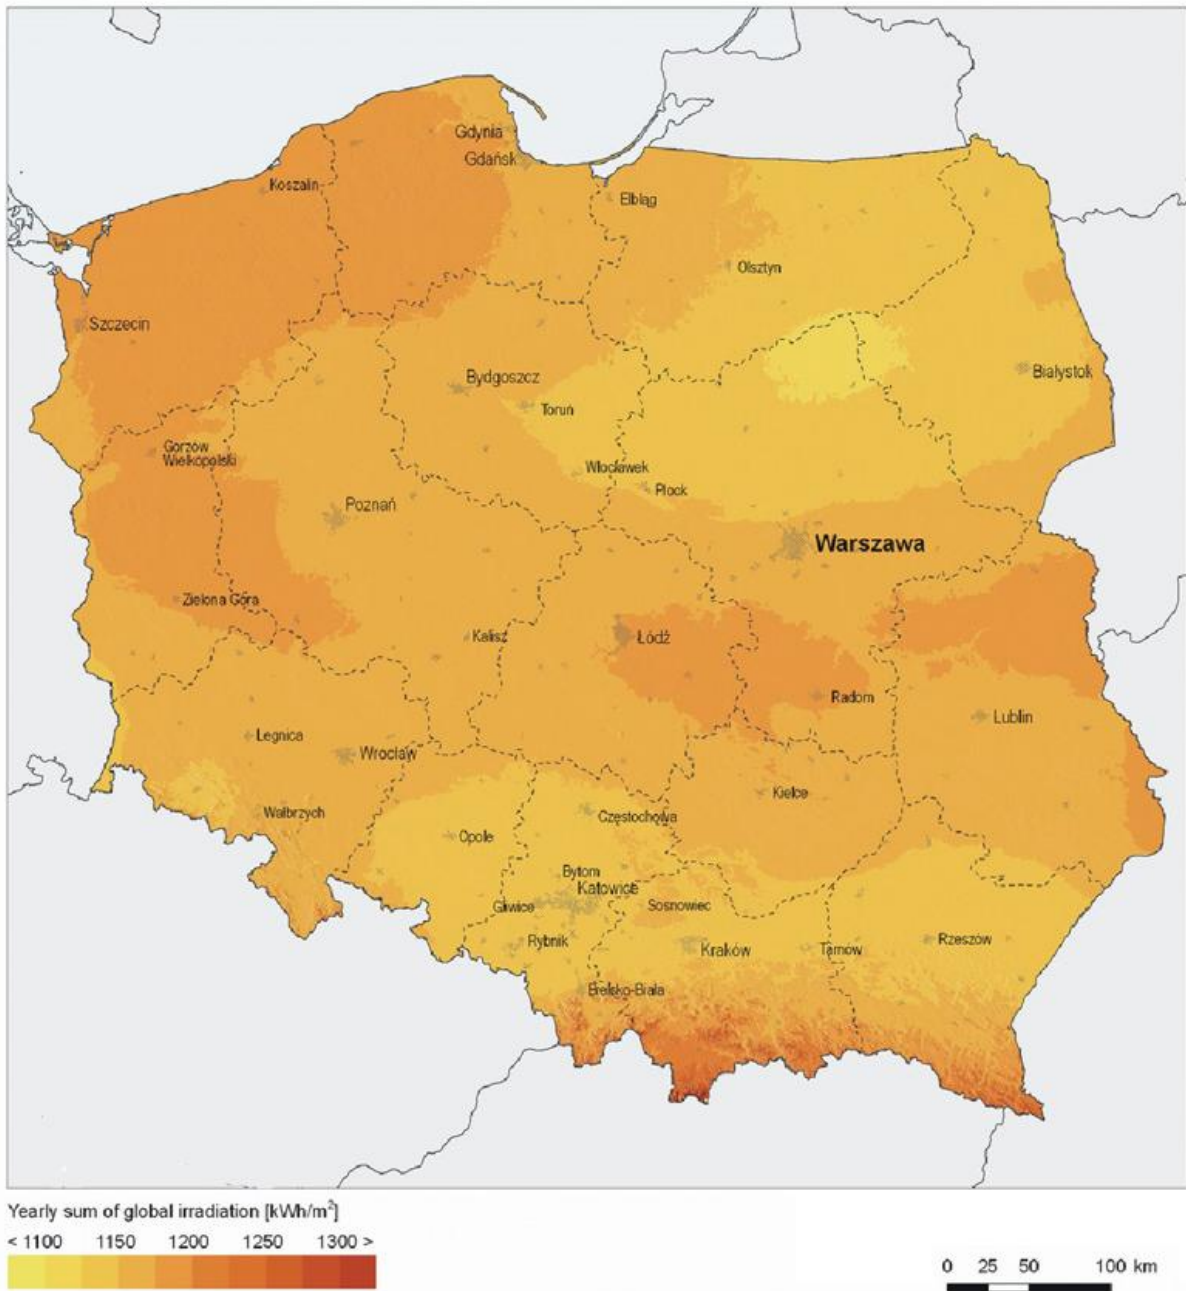 Gdynia
Gdańsk
Koszalin
Elbląg
Olsztyn
Szczecin
Białystok
Bydgoszcz
Toruń
Gorzów
Wielkopolski
Włocławek
Płock
Poznań
Warszawa
Zielona Góra
Kalisz
Łódź
Radom
Lublin
Legnica
Wrocław
Kielce
Wałbrzych
Częstochowa
Opole
Bytom
Katowice
Gliwice
Sosnowiec
Rybnik
Kraków
Tarnów
Rzeszów
Bielsko-Biała
Yearly sum of global irradiation [kWh/m²]
< 1100 1150 1200 1250 1300 >
0 25 50 100 km